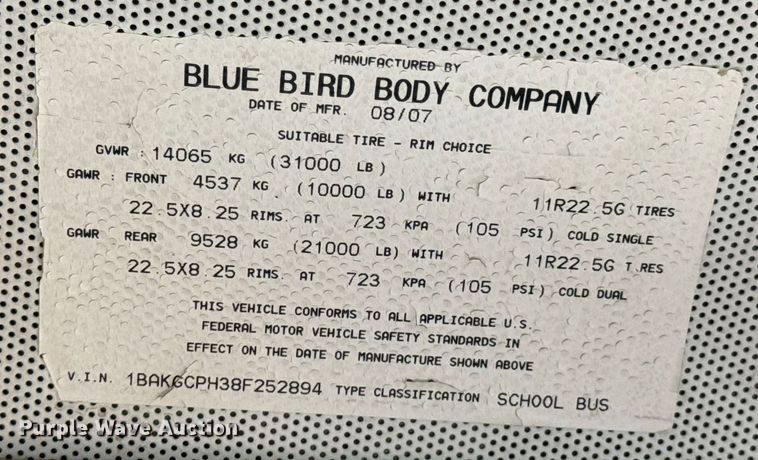 MANUFACTURED BY
BLUE BIRD BODY COMPANY
DATE OF MFR. 08/07
SUITABLE TIRE - RIM CHOICE
GVWR : 14065 KG (31000 LB)
GAWR : FRONT 4537 KG (10000 LB) WITH 11R22.5G TIRES
22.5X8.25 RIMS. AT 723 KPA (105 PSI) COLD SINGLE
GAWR REAR 9528 KG (21000 LB) WITH 11R22.5G T.RES
22.5X8.25 RIMS. AT 723 KPA (105 PSI) COLD DUAL
THIS VEHICLE CONFORMS TO ALL APPLICABLE U.S.
FEDERAL MOTOR VEHICLE SAFETY STANDARDS IN
EFFECT ON THE DATE OF MANUFACTURE SHOWN ABOVE
V.I.N. 1BAKGCPH38F252894 TYPE CLASSIFICATION SCHOOL BUS
Purple Wave Auction